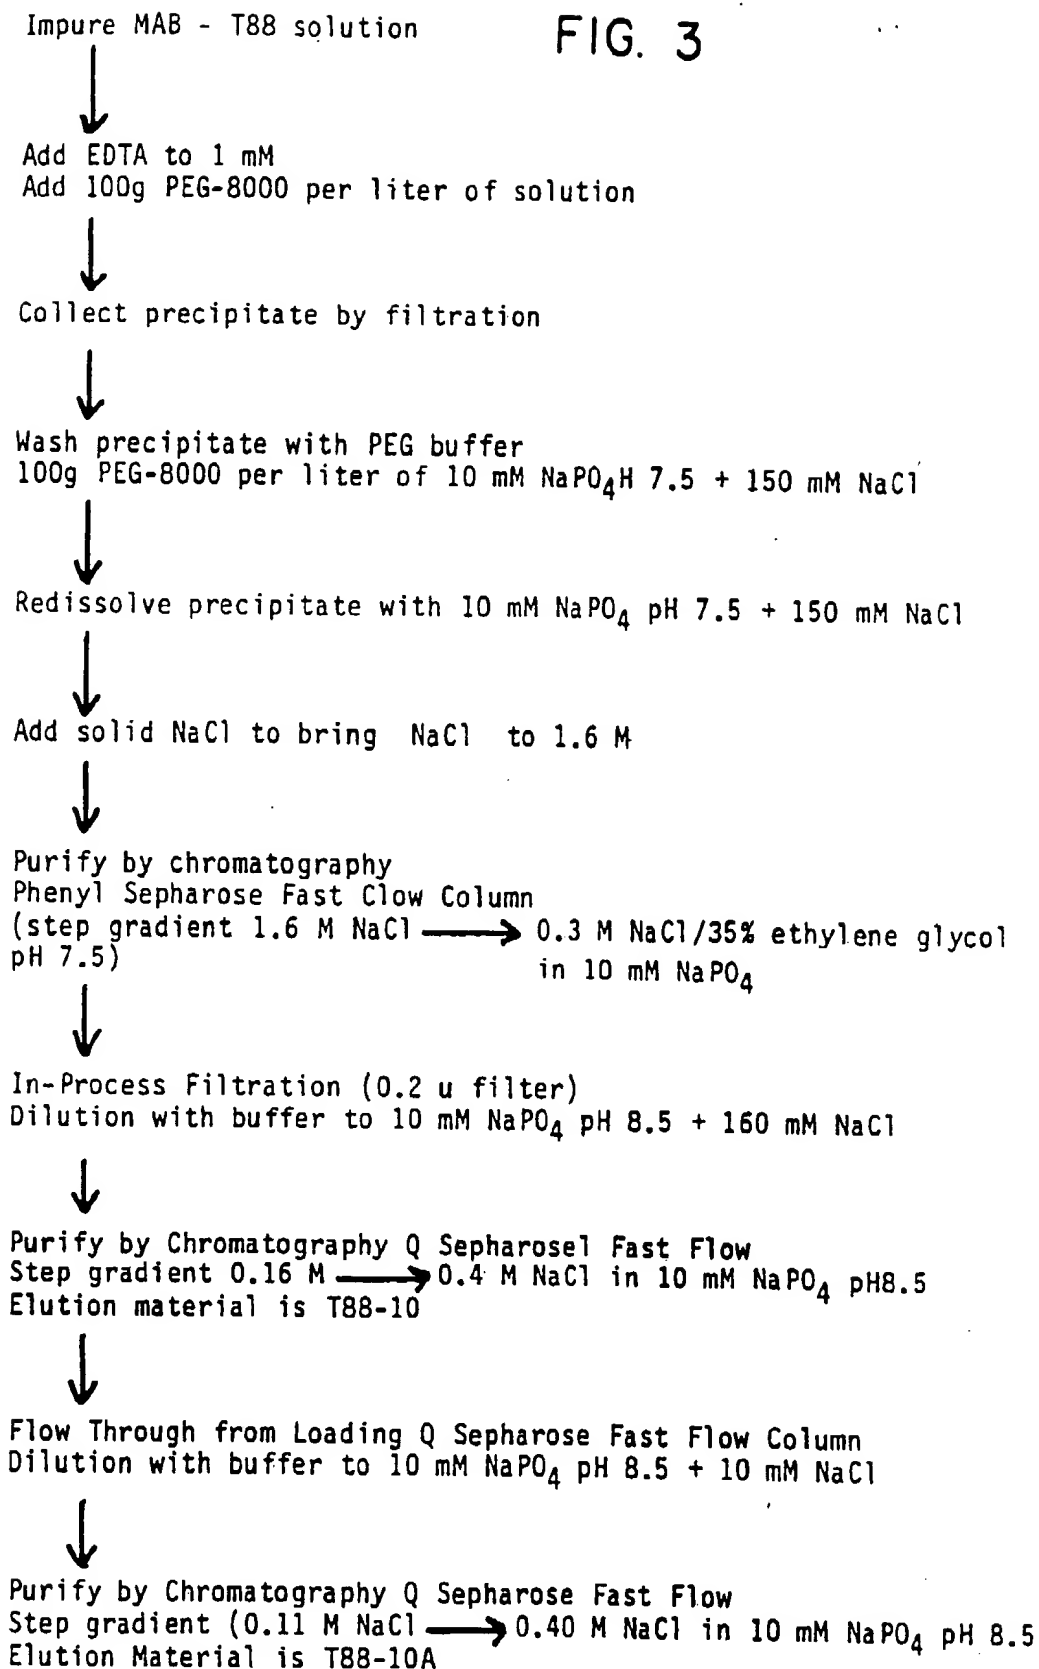 Impure MAB - T88 solution
FIG. 3
Add EDTA to 1 mM
Add 100g PEG-8000 per liter of solution
Collect precipitate by filtration
Wash precipitate with PEG buffer
100g PEG-8000 per liter of 10 mM NaPO₄H 7.5 + 150 mM NaCl
Redissolve precipitate with 10 mM NaPO₄ pH 7.5 + 150 mM NaCl
Add solid NaCl to bring NaCl to 1.6 M
Purify by chromatography
Phenyl Sepharose Fast Clow Column
(step gradient 1.6 M NaCl ⟶ 0.3 M NaCl/35% ethylene glycol
pH 7.5)
in 10 mM NaPO₄
In-Process Filtration (0.2 u filter)
Dilution with buffer to 10 mM NaPO₄ pH 8.5 + 160 mM NaCl
Purify by Chromatography Q Sepharosel Fast Flow
Step gradient 0.16 M ⟶ 0.4 M NaCl in 10 mM NaPO₄ pH8.5
Elution material is T88-10
Flow Through from Loading Q Sepharose Fast Flow Column
Dilution with buffer to 10 mM NaPO₄ pH 8.5 + 10 mM NaCl
Purify by Chromatography Q Sepharose Fast Flow
Step gradient (0.11 M NaCl ⟶ 0.40 M NaCl in 10 mM NaPO₄ pH 8.5
Elution Material is T88-10A